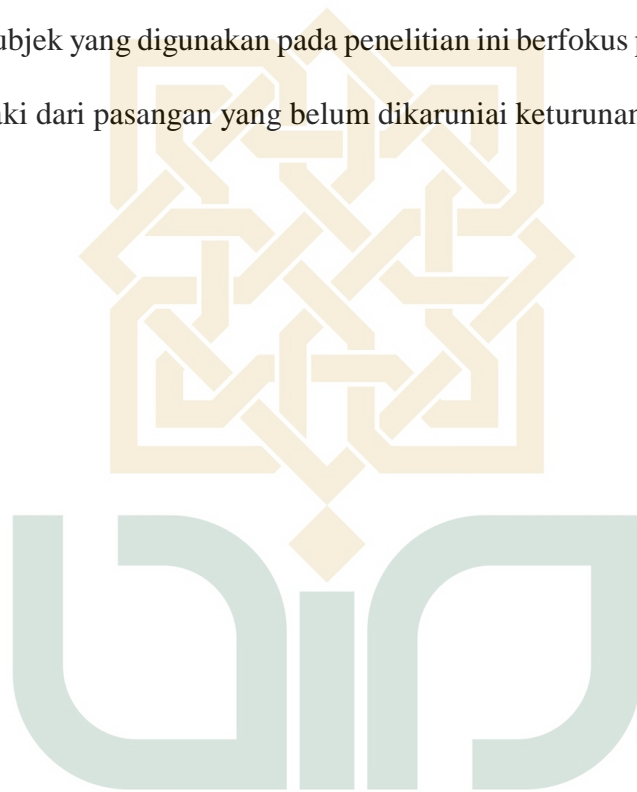 ubjek yang digunakan pada penelitian ini berfokus p
aki dari pasangan yang belum dikaruniai keturunan